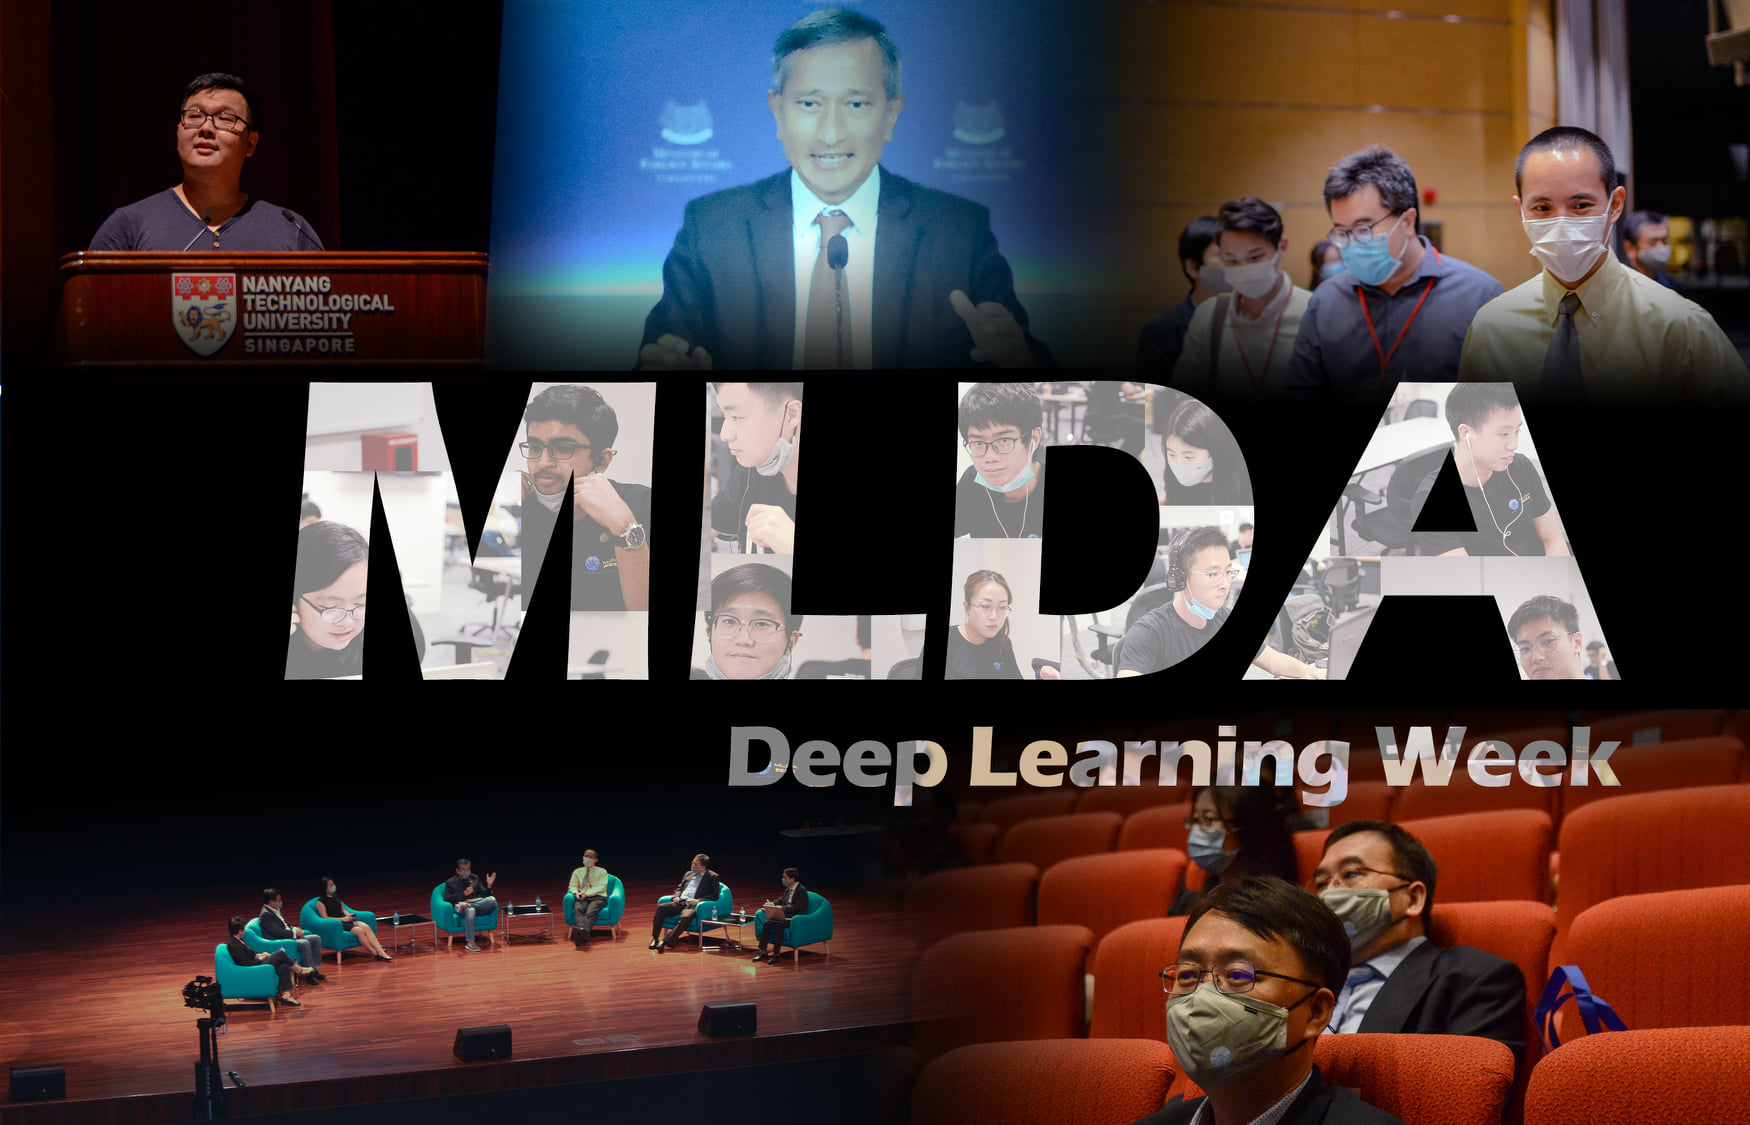 NANYANG
TECHNOLOGICAL
UNIVERSITY
SINGAPORE
MLDA
Deep Learning Week